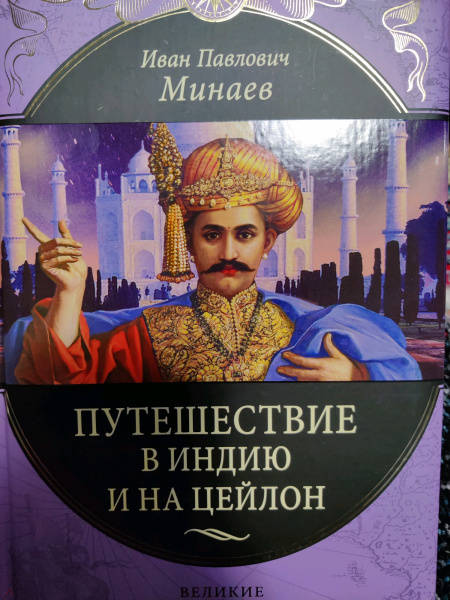 Иван Павлович
Минаев
ПУТЕШЕСТВИЕ
В ИНДИЮ
И НА ЦЕЙЛОН
ВЕЛИКИЕ